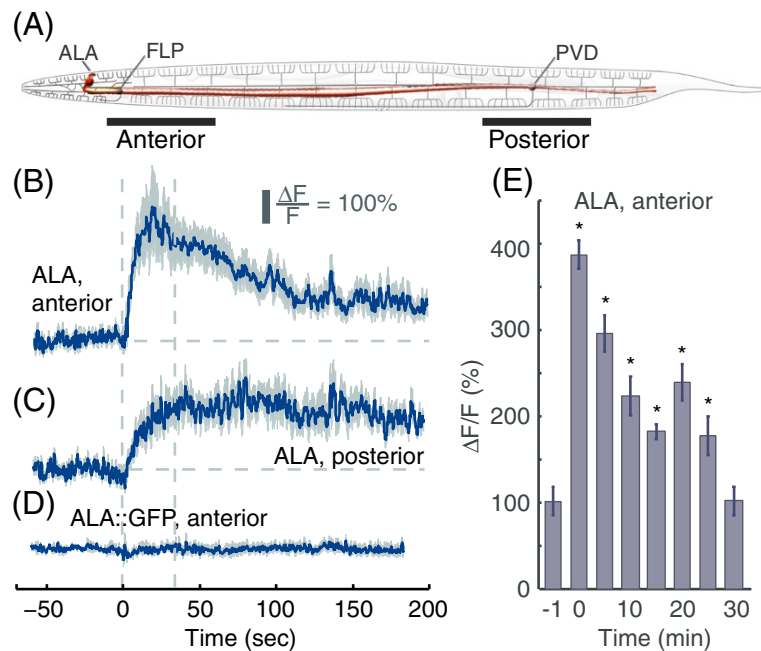 (A)
ALA
FLP
PVD
Anterior
Posterior
(B)
ΔF
F
= 100%
ALA,
anterior
(C)
ALA, posterior
(D)
ALA::GFP, anterior
−50 0 50 100 150 200
Time (sec)
(E)
ALA, anterior
400
300
200
100
0
ΔF/F (%)
* * * * * *
-1 0 10 20 30
Time (min)